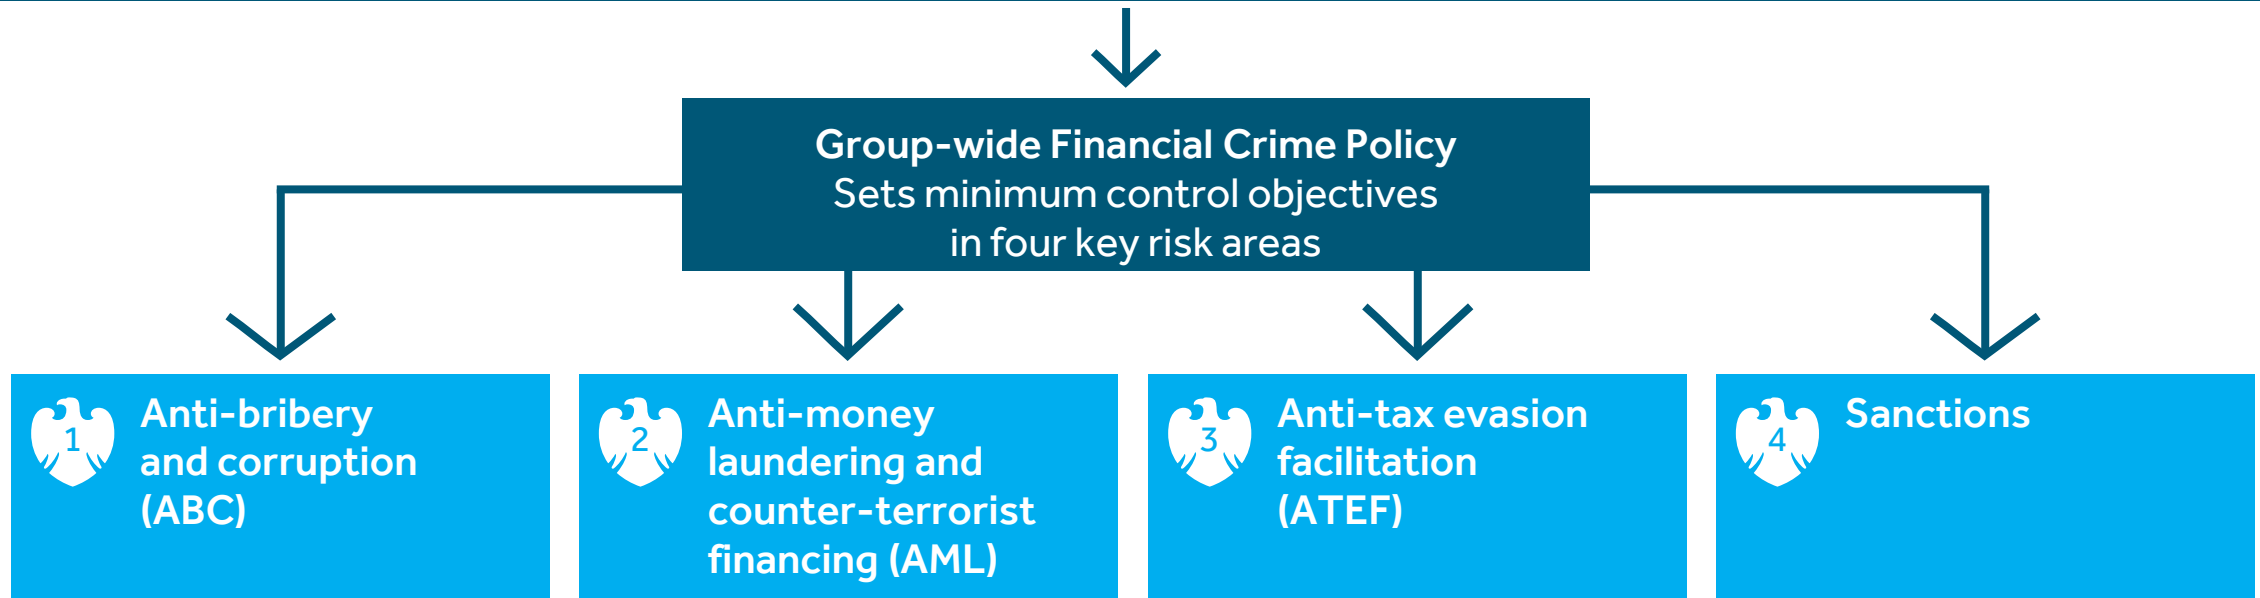 Group-wide Financial Crime Policy
Sets minimum control objectives
in four key risk areas
1
Anti-bribery
and corruption
(ABC)
2
Anti-money
laundering and
counter-terrorist
financing (AML)
3
Anti-tax evasion
facilitation
(ATEF)
4
Sanctions